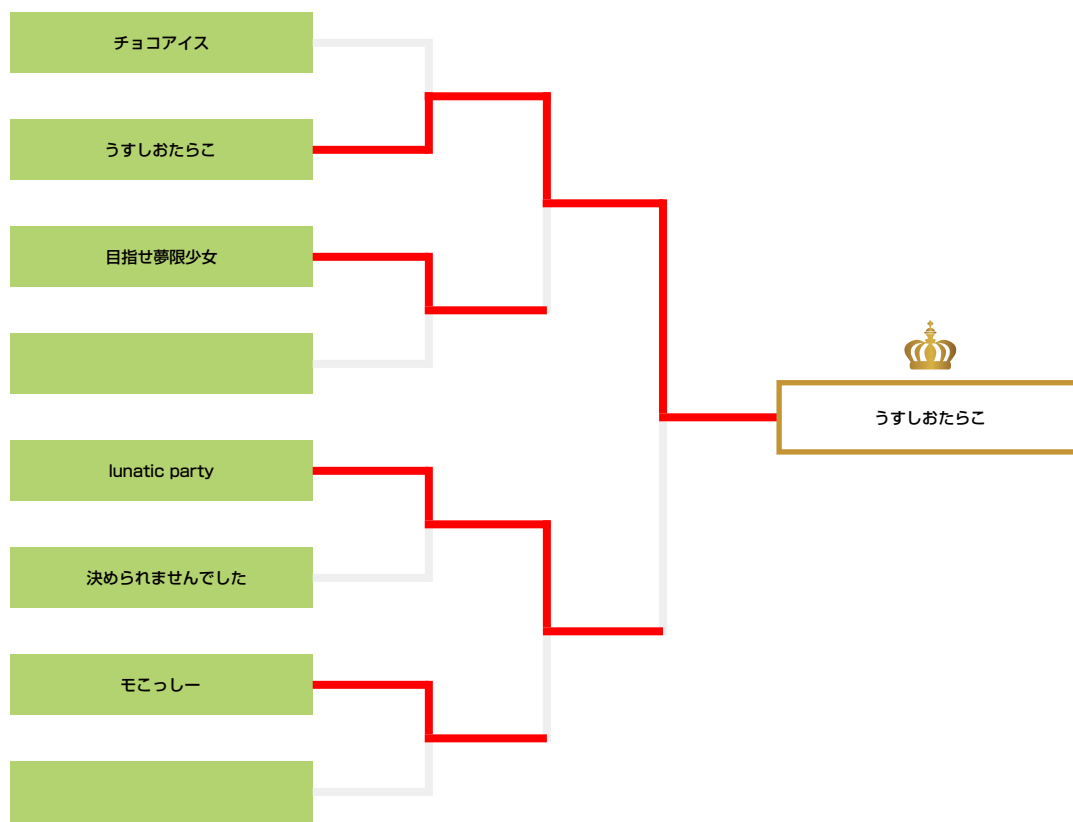 チョコアイス
うすしおたらこ
目指せ夢限少女
lunatic party
決められませんでした
モこっしー
うすしおたらこ